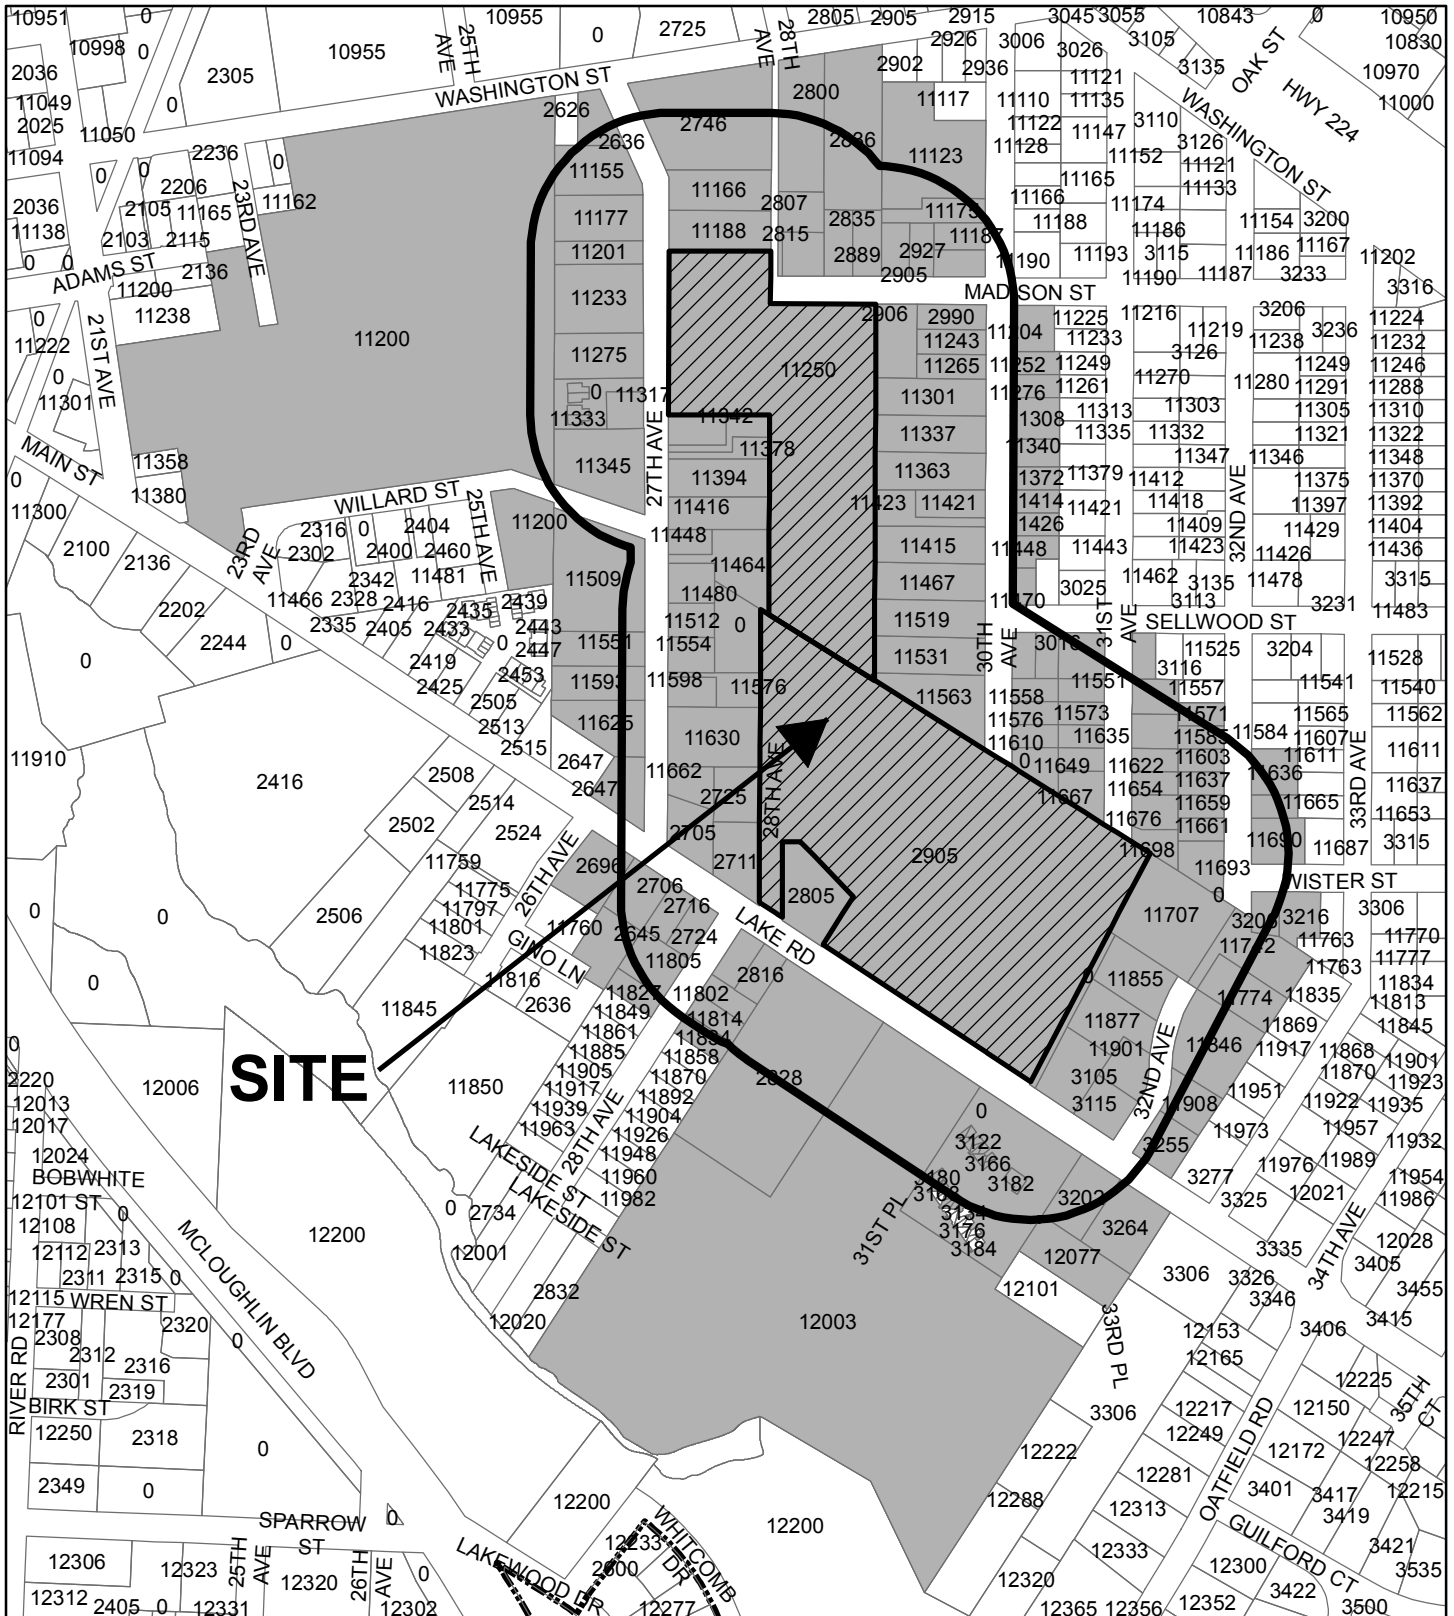 10951 0 10955 2725 2805 2905 2915 3045 3055 10843 0 10950
10998 0 10955 0 2926 3006 3026 3105 10830
25TH AVE
28TH AVE
OAK ST
2036 2305 2902 2936 3135 10970
WASHINGTON ST
HWY 224
11049 0 2626 2800 11117 11110 11121 11135 11000
2025 11050 2636 2746 2836 11122 11147 3110
WASHINGTON ST
11094 2236 0 11155 11123 11128 11152 3126 11121
0 0 2206 11166 11165 11133
23RD AVE
2036 2105 11165 11162 11177 2807 2835 11175 11166 11188 11174 11154 3200
11138 2103 2115 11201 11188 2815 2889 2927 11187 11193 11186 3115 11186 11167 11202
0 0 ADAMS ST 2136 2905 11190 11190 11187 3233
11200 11233 3316
MADISON ST
0 11238 2906 2990 11204 11225 11216 3206 11224
21ST AVE
11222 11200 11243 11233 11219 11238 3236 11232
11275 11265 11252 11249 3126 11249 11246
0 11250 11276 11261 11270 11280 11291 11288
11301 0 11317 11301 11308 11313 11303 11305 11310
11333 11342 11337 11340 11335 11332 11321 11322
MAIN ST
27TH AVE
11378 11347 11346 11348
0 11358 11345 11394 11363 11372 11379 11412 11375 11370
11380 11416 11423 11421 11414 11421 11418 11397 11392
WILLARD ST
25TH AVE
32ND AVE
11300 2316 0 2404 11200 11448 11415 11426 11443 11409 11429 11404
2100 2302 2400 2460 11464 11448 11423 11426 11436
23RD AVE
2136 2342 11481 11509 11467 3025 11462 3135 11478 3315
2202 11466 2328 2416 2435 2439 11480 11470 3113 3231 11483
2335 2405 2433 2443 11512 0 11519
SELLWOOD ST
30TH AVE
31ST AVE
2244 0 0 2447 11551 11554 11531 3016 11525 3204 11528
0 2419 2453 3116
2425 11593 11598 11576 11563 11558 11551 11557 11541 11540
2505 11625 11576 11573 11571 11565 11562
2513 11630 11610 11635 11585 11584 11607
2515 11603 11611 11611
11910 2647 0 11649 11622 11636
28TH AVE
33RD AVE
2416 2508 2647 11662 11667 11654 11637 11665 11637
2514 2725 11676 11659 11653
2502 2524 2705 11661 3315
11759 2711 2905 11698 11690 11687
26TH AVE
11775 2696 2706 2805 11693
WISTER ST
0 0 11797 2716 11707 0 3206 3216 3306
2506 11801 11760 2645 2724
LAKE RD
11742 11763 11770
11823 GINO LN 11805 2816 0 11855 11763 11777
0 11816 11834
11845 2636 11827 11802 11774 11835 11813
0 11849 11814 11877 11869 11845
11861 11834 11901 11846 11917 11868 11901
11885 11858 11870
SITE
2220 12006 11850 11905 11870 2828 3105 11951 11923
12013 11917 11892 3115 11908 11922 11935
32ND AVE
12017 11939 11904 0 11973 11957
11963 11926 3122 3255 11932
12024
BOBWHITE ST
LAKESIDE ST
28TH AVE
11948 3166 11976 11989
12101 11960 3180 3182 3277 11954
LAKESIDE ST
12108 0 0 2734 11982 3168 3202 3325 12021 11986
31ST PL
12112 2313 12200 12001 3134 3176 3264 12028
2311 2315 0 3184 12077 3335 3405
MCLOUGHLIN BLVD
34TH AVE
12115 WREN ST 2832 12101 3306 3326 3455
12177 2320 12020 12003 3346 3415
2308 0 12153 3406
33RD PL
2312 2316 12165
2301 2319 12225
RIVER RD
BIRK ST 3306 12217 12150
35TH CT
12250 2318 0 12249 12247
OATFIELD RD
12222 12172 12258
2349 0 12281 3401 12215
12200 12288 12313 3417
SPARROW ST
0 12200 3419
LAKEWOOD DR
WHITCOMB DR
GUILFORD CT
12306 12233 12333 3421
12323 12320 0 2600 12320 12300 3535
25TH AVE
26TH AVE
12312 2405 0 12331 12302 12277 12365 12356 12352 3422 3500